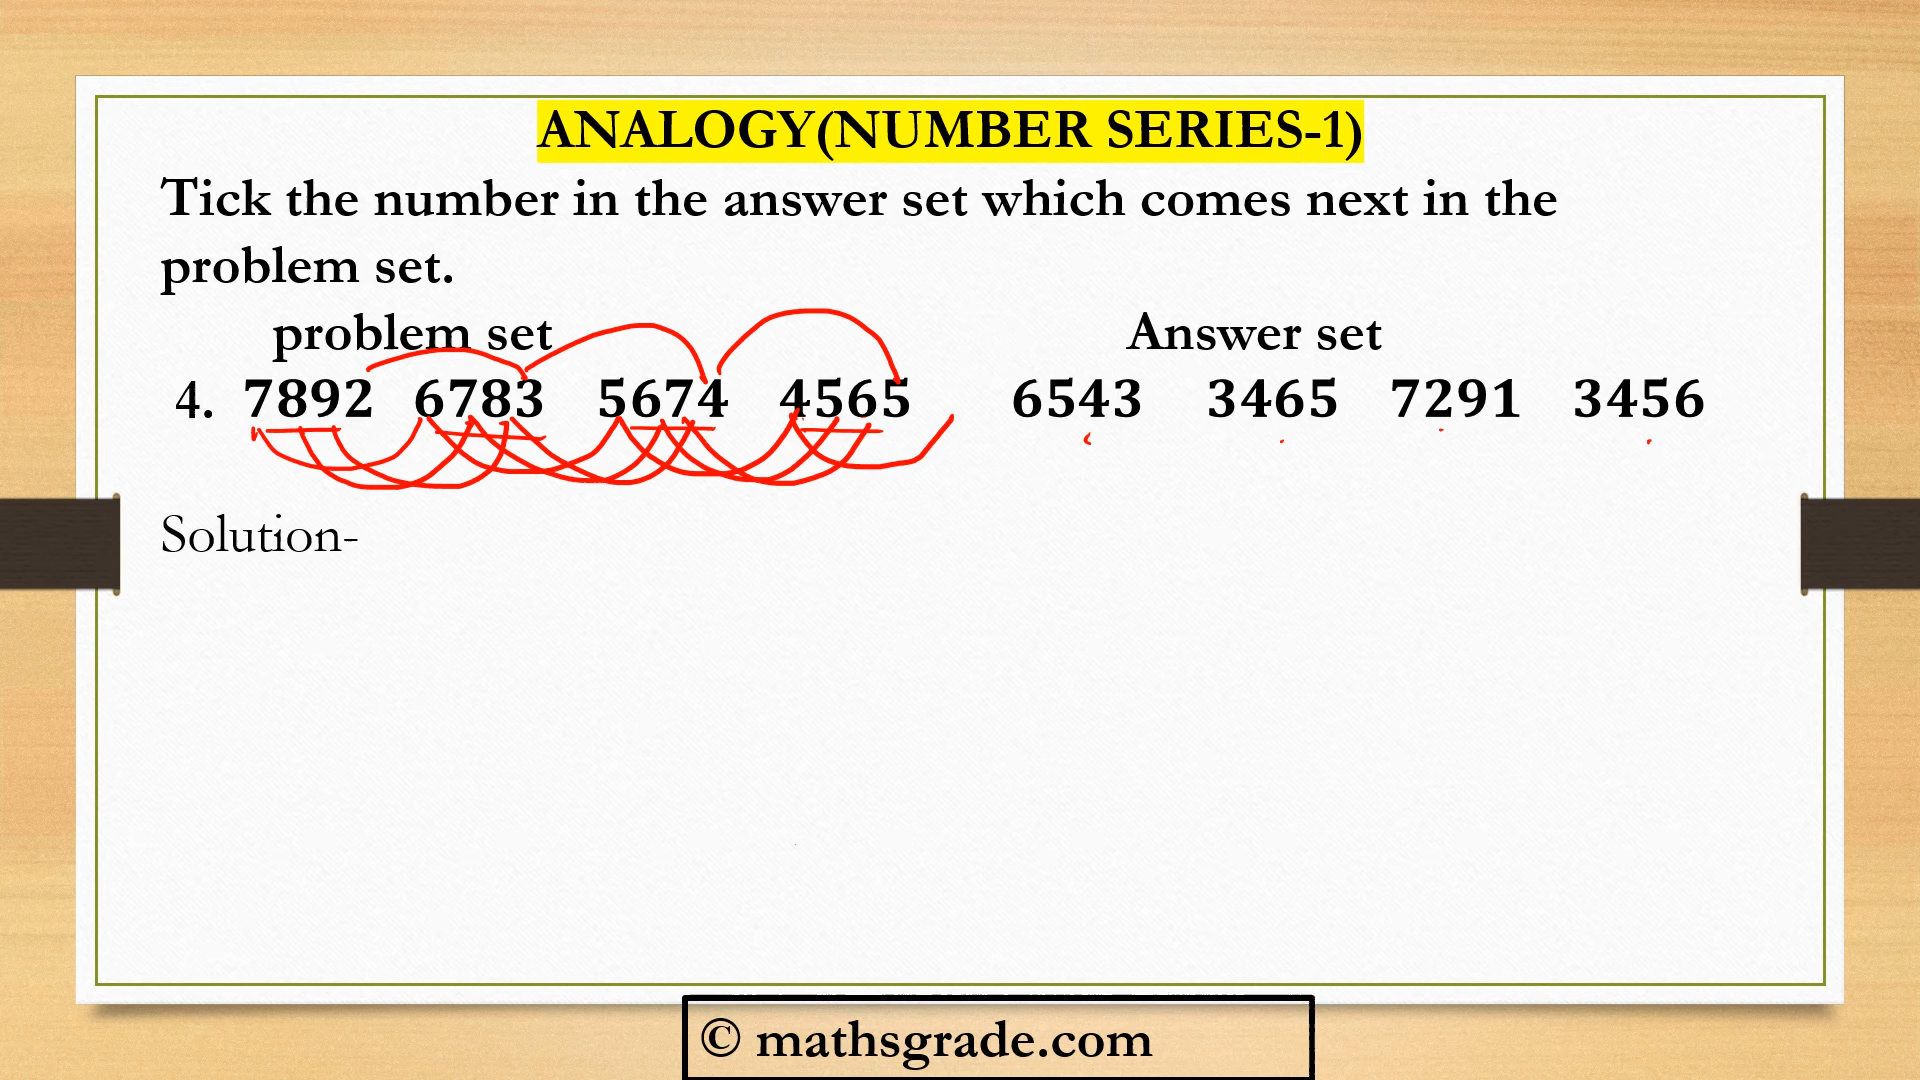 ANALOGY(NUMBER SERIES-1)
Tick the number in the answer set which comes next in the
problem set.
problem set Answer set
4. 7892 6783 5674 4565 6543 3465 7291 3456
Solution-
© mathsgrade.com